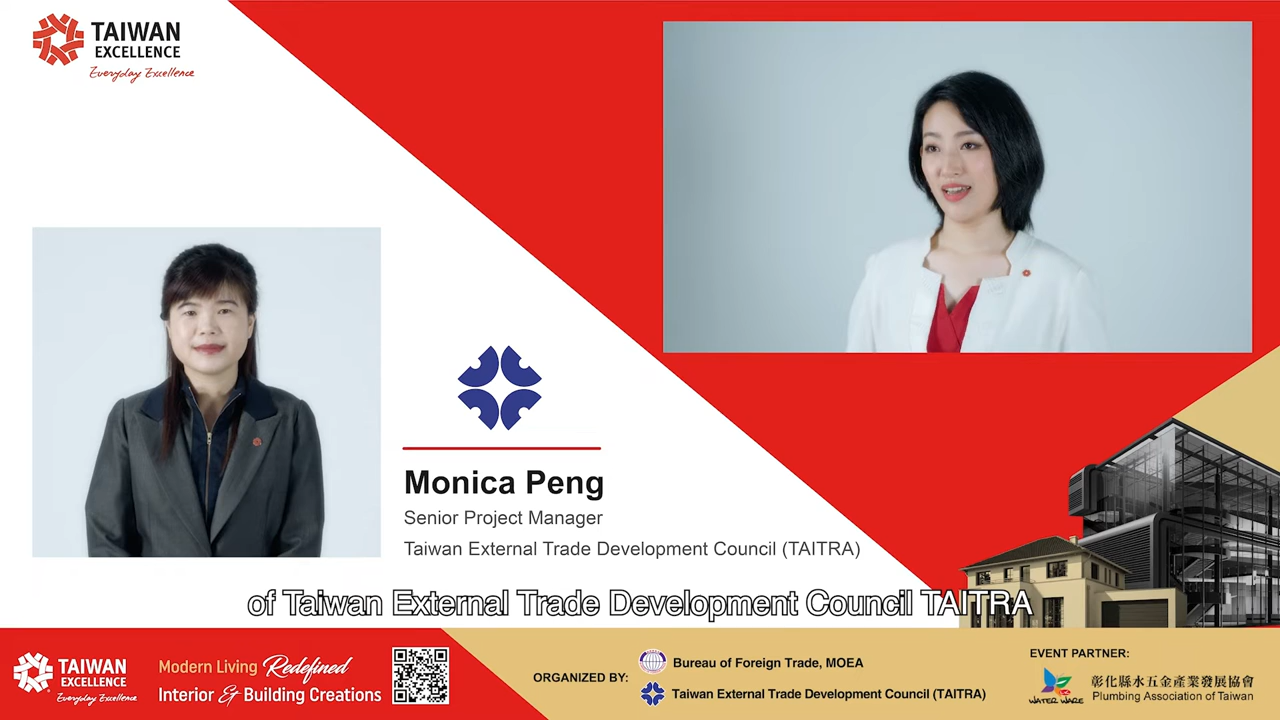 TAIWAN
EXCELLENCE
Everyday Excellence
Monica Peng
Senior Project Manager
Taiwan External Trade Development Council (TAITRA)
of Taiwan External Trade Development Council TAITRA
TAIWAN
EXCELLENCE
Everyday Excellence
Modern Living Redefined
Interior & Building Creations
ORGANIZED BY:
Bureau of Foreign Trade, MOEA
Taiwan External Trade Development Council (TAITRA)
EVENT PARTNER:
WATER WARE
彰化縣水五金產業發展協會
Plumbing Association of Taiwan